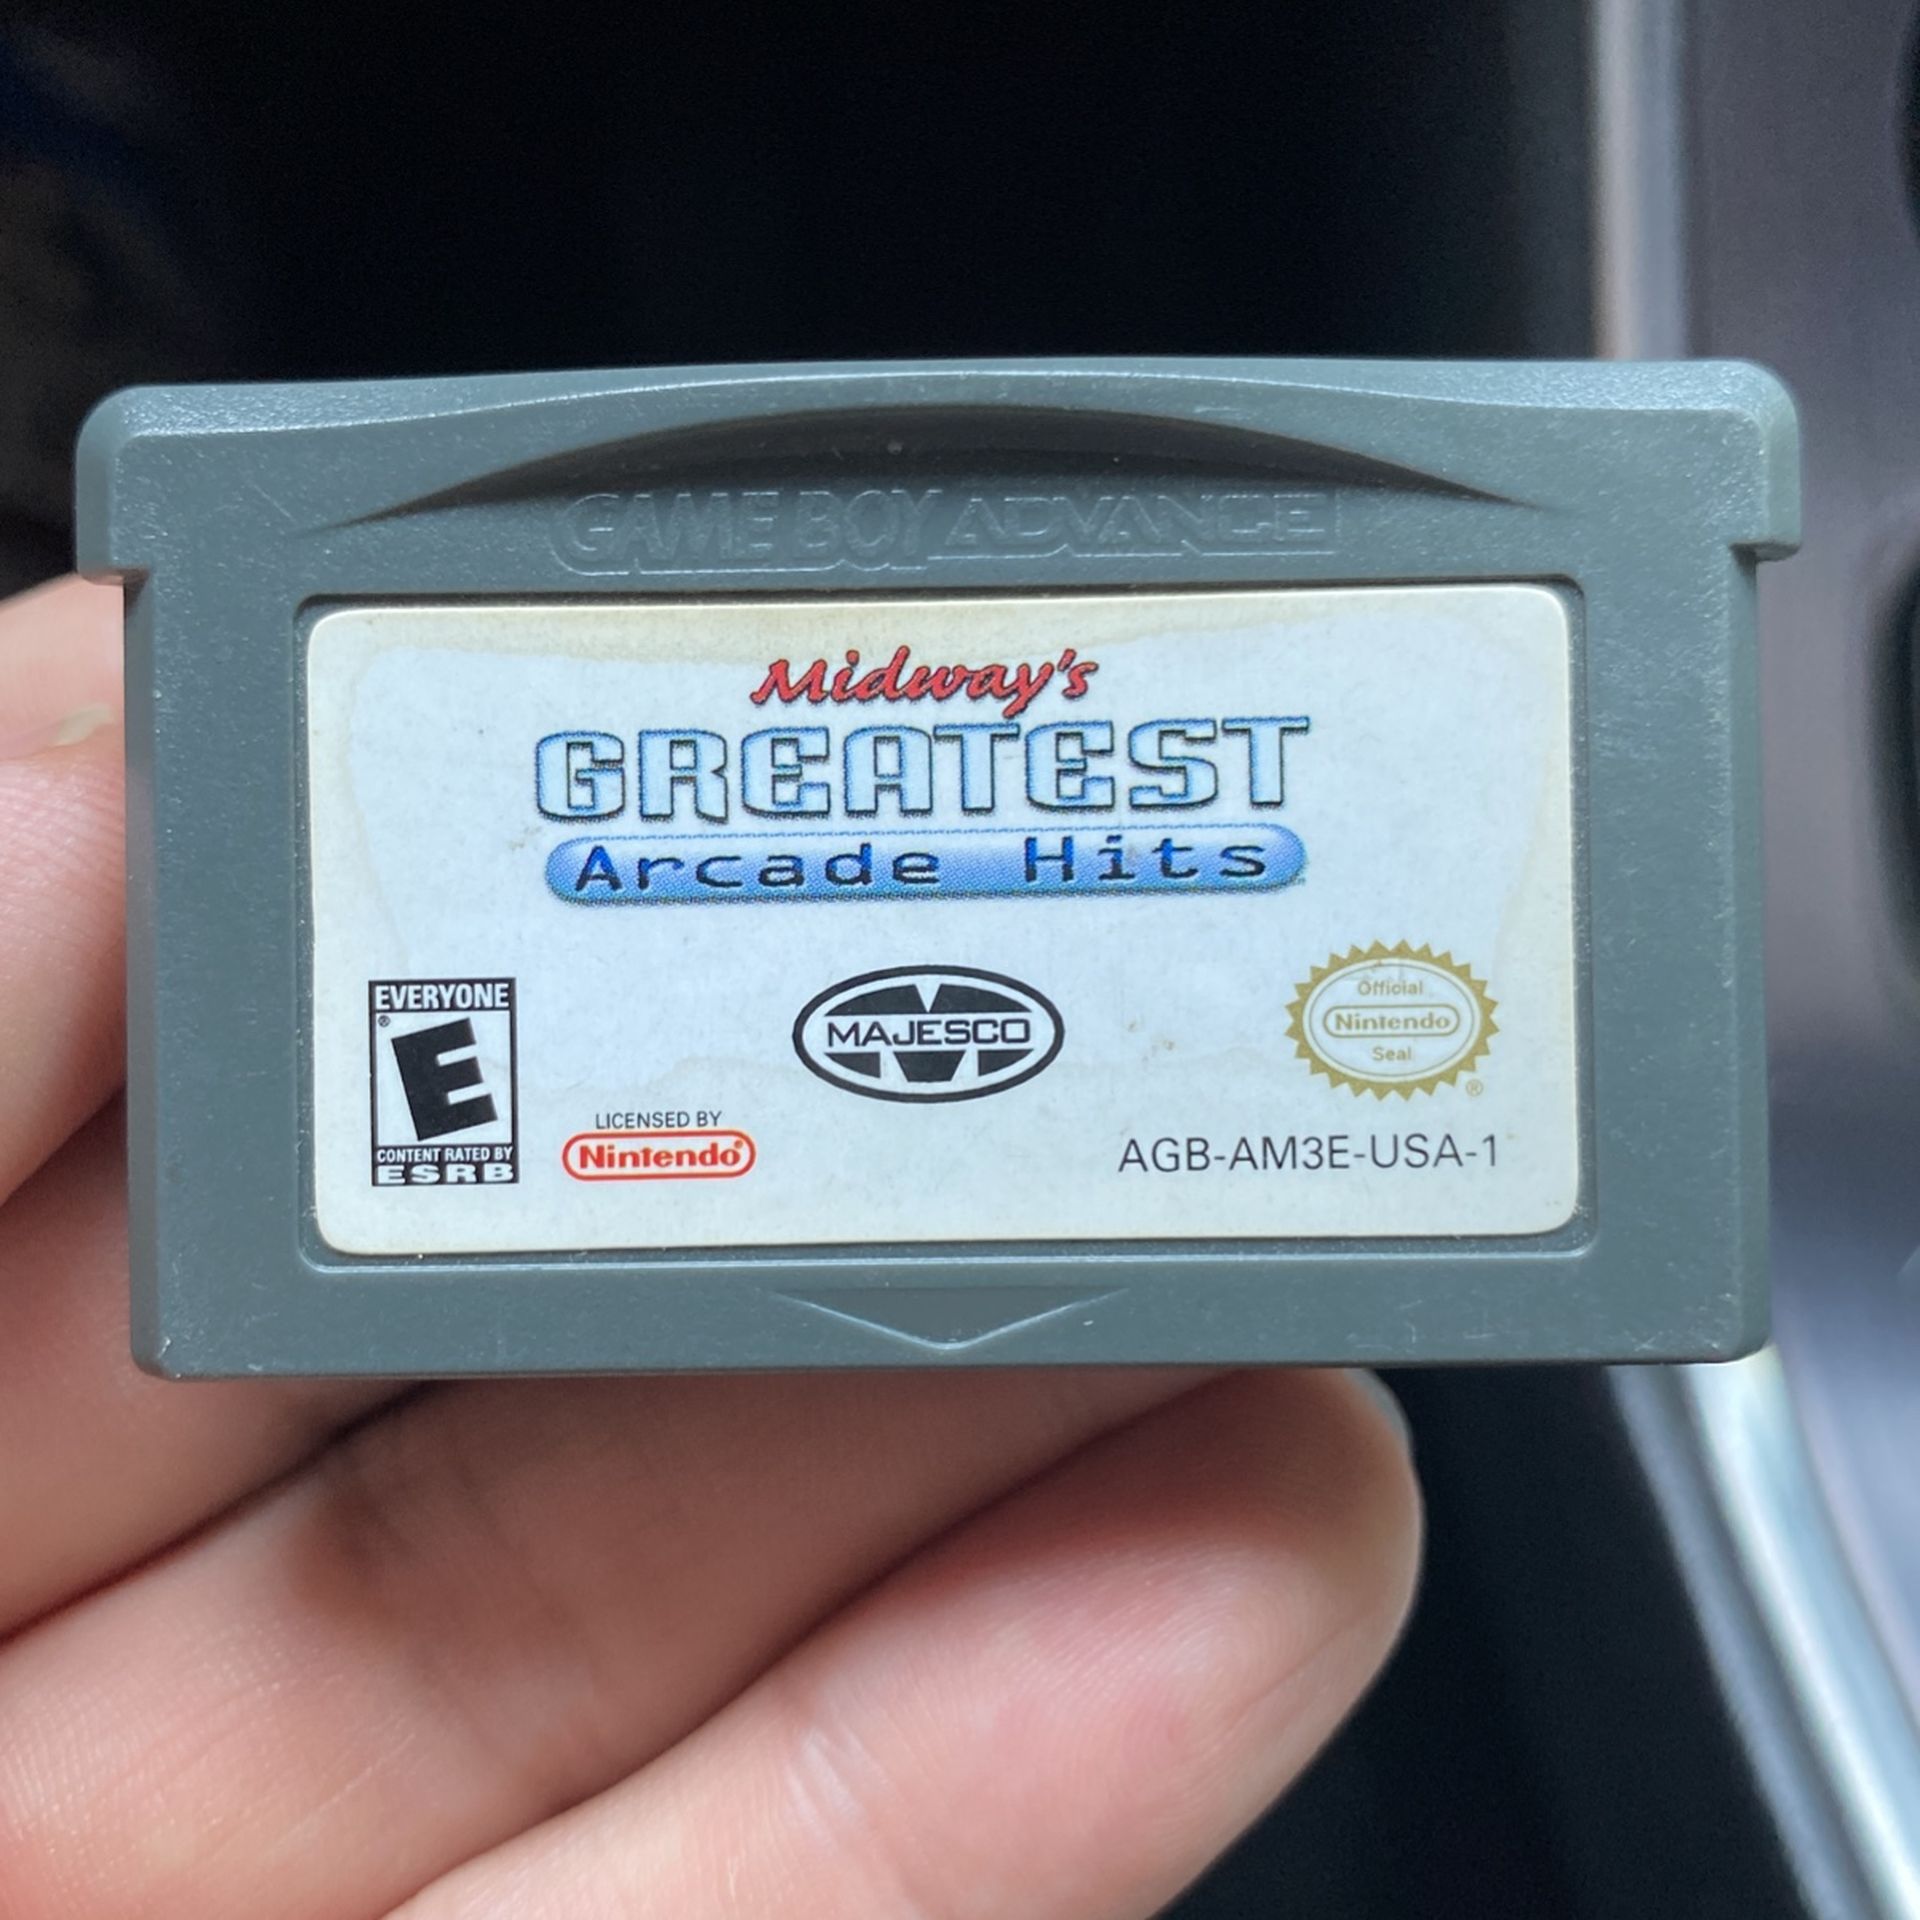 GAME BOY ADVANCE
Midway's
GREATEST
Arcade Hits
EVERYONE
®
E
CONTENT RATED BY
ESRB
LICENSED BY
Nintendo®
MAJESCO
Official
Nintendo
Seal
®
AGB-AM3E-USA-1